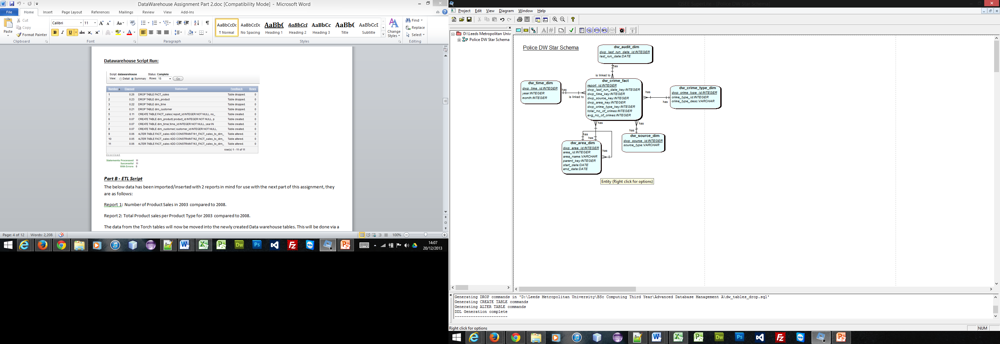 DataWarehouse Assignment Part 2.doc [Compatibility Mode] - Microsoft Word
File Home Insert Page Layout References Mailings Review View Add-Ins
Paste
Cut
Copy
Format Painter
Clipboard
Calibri 11
Font
Paragraph
AaBbCcDc AaBbCcDc AaBb( AaBbCcI AaBbCc AaBb( AaBbCcI
¶ Normal No Spacing Heading 1 Heading 2 Heading 3 Title Subtitle
Change Styles
Styles
Find
Replace
Select
Editing
Datawarehouse Script Run:
Script datawarehouse Status: Complete
View: Detail Summary Rows 15 Go
Number Elapsed Statement Feedback Rows
1 0.26 DROP TABLE FACT_sales Table dropped. 0
2 0.23 DROP TABLE dim_product Table dropped. 0
3 0.22 DROP TABLE dim_time Table dropped. 0
4 0.21 DROP TABLE dim_customer Table dropped. 0
5 0.11 CREATE TABLE FACT_sales( report_id INTEGER NOT NULL, no_ Table created. 0
6 0.07 CREATE TABLE dim_product( product_id INTEGER NOT NULL, p Table created. 0
7 0.07 CREATE TABLE dim_time( time_id INTEGER NOT NULL, year IN Table created. 0
8 0.07 CREATE TABLE dim_customer( customer_id INTEGER NOT NULL, Table created. 0
9 0.06 ALTER TABLE FACT_sales ADD CONSTRAINT fk1_FACT_sales_to_dim_ Table altered. 0
10 0.05 ALTER TABLE FACT_sales ADD CONSTRAINT fk2_FACT_sales_to_dim_ Table altered. 0
11 0.06 ALTER TABLE FACT_sales ADD CONSTRAINT fk3_FACT_sales_to_dim_ Table altered. 0
row(s) 1 - 11 of 11
Download
Statements Processed 11
Successful 11
With Errors 0
Part B - ETL Script
The below data has been imported/inserted with 2 reports in mind for use with the next part of this assignment, they
are as follows:
Report 1: Number of Product Sales in 2003 compared to 2008.
Report 2: Total Product sales per Product Type for 2003 compared to 2008.
The data from the Torch tables will now be moved into the newly created Data warehouse tables. This will be done via a
Page: 4 of 12 Words: 2,208 100%
14:07
20/12/2013
QSEE SuperLite - [Police DW Star Schema]
Project Edit View Diagram Window Help
D:\Leeds Metropolitan Univ
Police DW Star Schema
Police DW Star Schema
dw_audit_dim
dwp_last_run_date_id:INTEGER
last_run_date:DATE
has
is linked to
dw_time_dim
dwp_time_id:INTEGER
year:INTEGER
month:INTEGER
has
is linked to
dw_crime_fact
report_id:INTEGER
dwp_last_run_date_key:INTEGER
dwp_time_key:INTEGER
dwp_source_key:INTEGER
dwp_area_key:INTEGER
dwp_crime_type_key:INTEGER
total_no_of_crimes:INTEGER
avg_no_of_crimes:INTEGER
has
has
dw_crime_type_dim
dwp_crime_type_id:INTEGER
crime_type_id:INTEGER
crime_type_desc:VARCHAR
has
has
has
has
has
has
dw_area_dim
dwp_area_id:INTEGER
area_id:INTEGER
area_name:VARCHAR
parent_key:INTEGER
start_date:DATE
end_date:DATE
dw_source_dim
dwp_source_id:INTEGER
source_type:VARCHAR
Entity (Right click for options)
Generating DROP commands in 'D:\Leeds Metropolitan University\BSc Computing Third Year\Advanced Database Management A\dw_tables_drop.sql'
Generating CREATE TABLE commands
Generating ALTER TABLE commands
DDL Generation complete
-----------------------
Right click for options
NUM